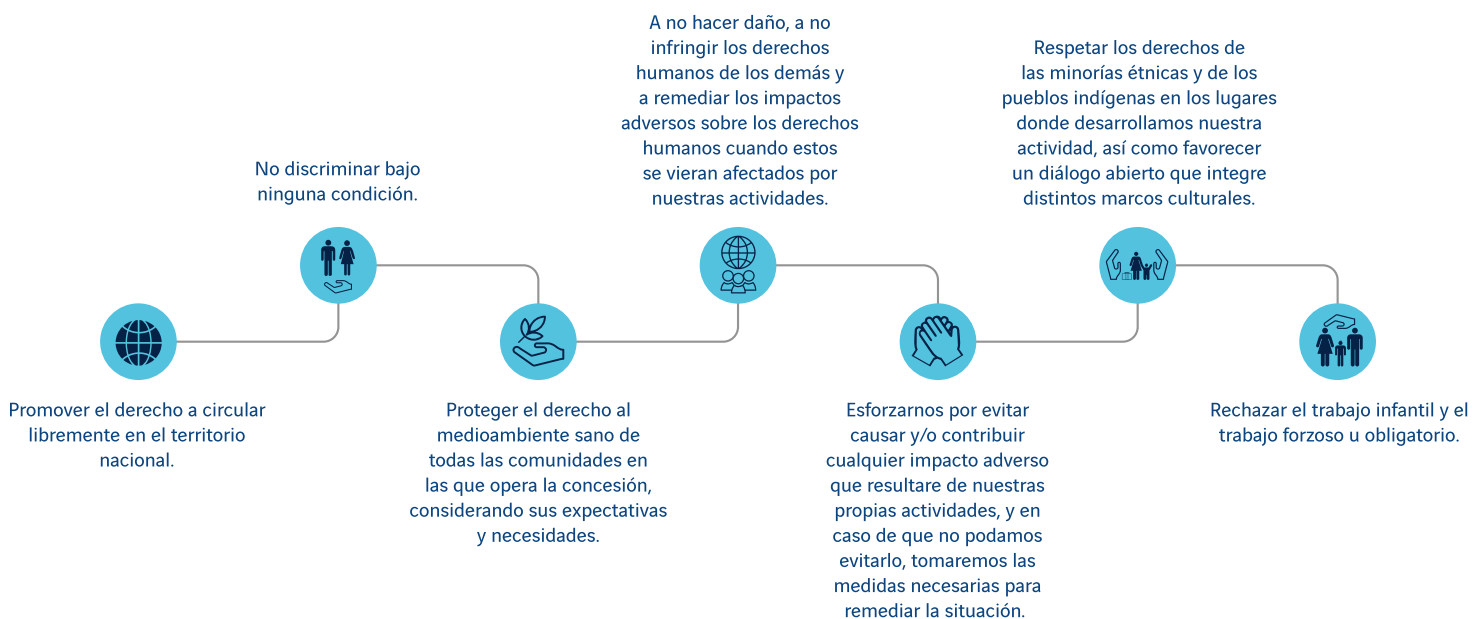 Promover el derecho a circular
libremente en el territorio
nacional.
No discriminar bajo
ninguna condición.
Proteger el derecho al
medioambiente sano de
todas las comunidades en
las que opera la concesión,
considerando sus expectativas
y necesidades.
A no hacer daño, a no
infringir los derechos
humanos de los demás y
a remediar los impactos
adversos sobre los derechos
humanos cuando estos
se vieran afectados por
nuestras actividades.
Esforzarnos por evitar
causar y/o contribuir
cualquier impacto adverso
que resultare de nuestras
propias actividades, y en
caso de que no podamos
evitarlo, tomaremos las
medidas necesarias para
remediar la situación.
Respetar los derechos de
las minorías étnicas y de los
pueblos indígenas en los lugares
donde desarrollamos nuestra
actividad, así como favorecer
un diálogo abierto que integre
distintos marcos culturales.
Rechazar el trabajo infantil y el
trabajo forzoso u obligatorio.